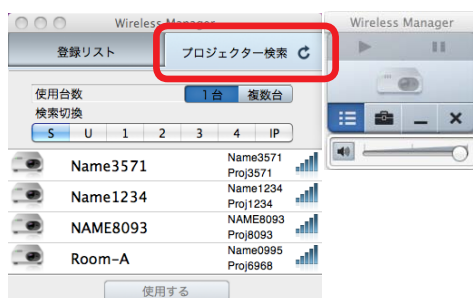 Wireless Manager
登録リスト
プロジェクター検索
使用台数
1台
複数台
検索切換
S U 1 2 3 4 IP
Name3571
Name3571
Proj3571
Name1234
Name1234
Proj1234
NAME8093
NAME8093
Proj8093
Room-A
Name0995
Proj6968
使用する
Wireless Manager